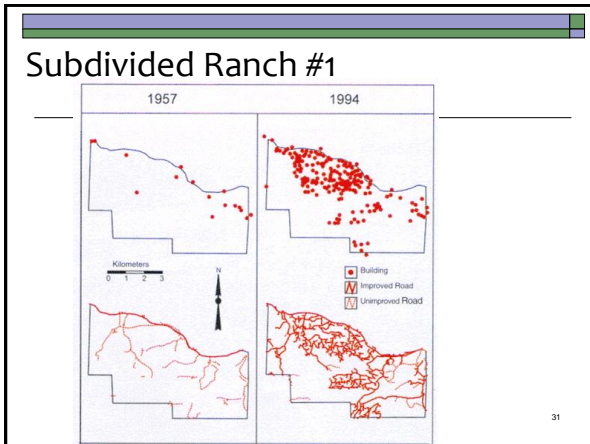 Subdivided Ranch #1
1957
1994
Kilometers
0 1 2 3
N
Building
Improved Road
Unimproved Road
31